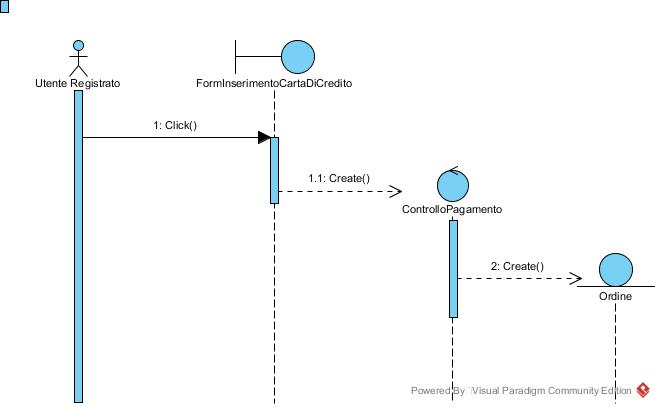 Utente Registrato
FormInserimentoCartaDiCredito
1: Click()
1.1: Create()
ControlloPagamento
2: Create()
Ordine
Powered By Visual Paradigm Community Edition